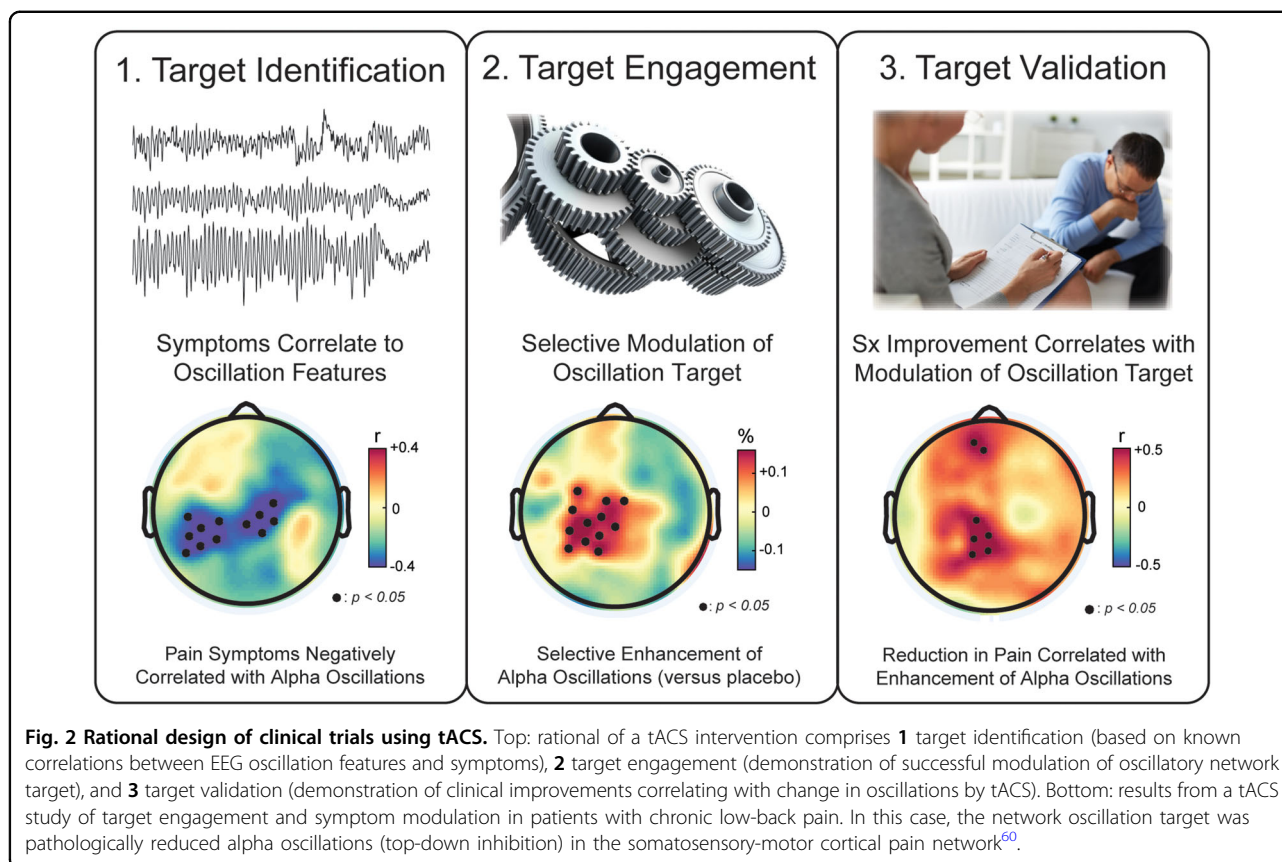 1. Target Identification
Symptoms Correlate to
Oscillation Features
r
+0.4
0
-0.4
●: p < 0.05
Pain Symptoms Negatively
Correlated with Alpha Oscillations
2. Target Engagement
Selective Modulation of
Oscillation Target
%
+0.1
0
-0.1
●: p < 0.05
Selective Enhancement of
Alpha Oscillations (versus placebo)
3. Target Validation
Sx Improvement Correlates with
Modulation of Oscillation Target
r
+0.5
0
-0.5
●: p < 0.05
Reduction in Pain Correlated with
Enhancement of Alpha Oscillations
Fig. 2 Rational design of clinical trials using tACS. Top: rational of a tACS intervention comprises 1 target identification (based on known
correlations between EEG oscillation features and symptoms), 2 target engagement (demonstration of successful modulation of oscillatory network
target), and 3 target validation (demonstration of clinical improvements correlating with change in oscillations by tACS). Bottom: results from a tACS
study of target engagement and symptom modulation in patients with chronic low-back pain. In this case, the network oscillation target was
pathologically reduced alpha oscillations (top-down inhibition) in the somatosensory-motor cortical pain network60.